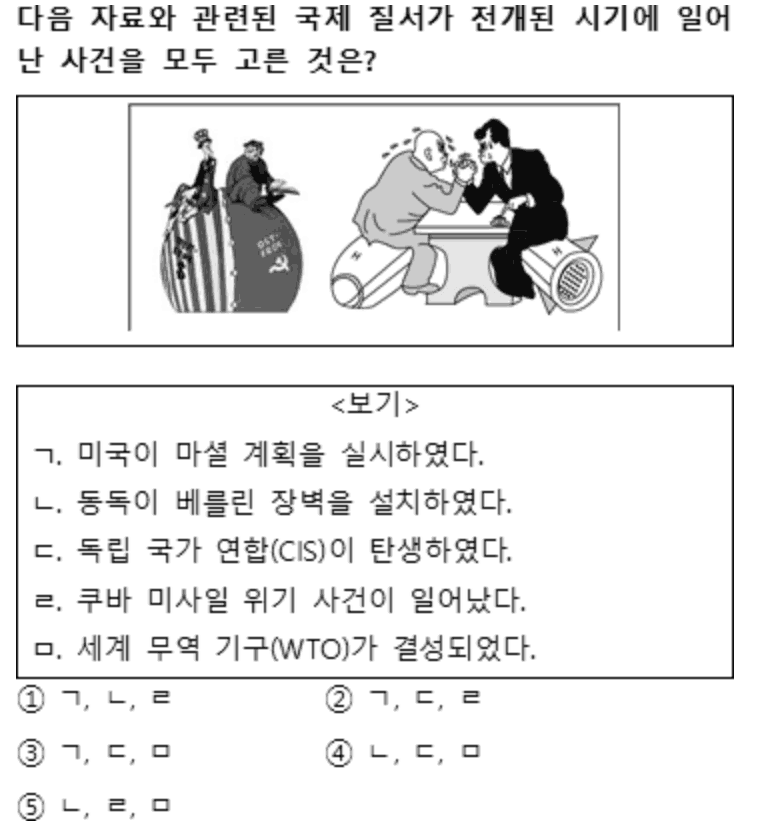 다음 자료와 관련된 국제 질서가 전개된 시기에 일어
난 사건을 모두 고른 것은?
H
H
<보기>
ㄱ. 미국이 마셜 계획을 실시하였다.
ㄴ. 동독이 베를린 장벽을 설치하였다.
ㄷ. 독립 국가 연합(CIS)이 탄생하였다.
ㄹ. 쿠바 미사일 위기 사건이 일어났다.
ㅁ. 세계 무역 기구(WTO)가 결성되었다.
① ㄱ, ㄴ, ㄹ ② ㄱ, ㄷ, ㄹ
③ ㄱ, ㄷ, ㅁ ④ ㄴ, ㄷ, ㅁ
⑤ ㄴ, ㄹ, ㅁ